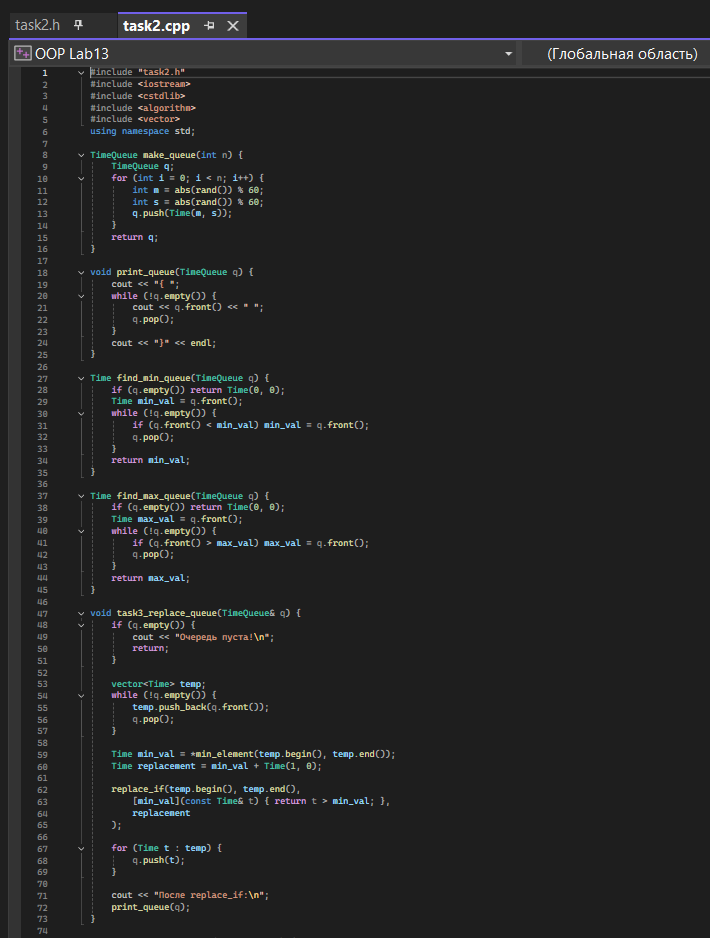 task2.h
task2.cpp
OOP Lab13
(Глобальная область)
1 #include "task2.h"
2 #include <iostream>
3 #include <cstdlib>
4 #include <algorithm>
5 #include <vector>
6 using namespace std;
7
8 TimeQueue make_queue(int n) {
9     TimeQueue q;
10     for (int i = 0; i < n; i++) {
11         int m = abs(rand()) % 60;
12         int s = abs(rand()) % 60;
13         q.push(Time(m, s));
14     }
15     return q;
16 }
17
18 void print_queue(TimeQueue q) {
19     cout << "{ ";
20     while (!q.empty()) {
21         cout << q.front() << " ";
22         q.pop();
23     }
24     cout << "}" << endl;
25 }
26
27 Time find_min_queue(TimeQueue q) {
28     if (q.empty()) return Time(0, 0);
29     Time min_val = q.front();
30     while (!q.empty()) {
31         if (q.front() < min_val) min_val = q.front();
32         q.pop();
33     }
34     return min_val;
35 }
36
37 Time find_max_queue(TimeQueue q) {
38     if (q.empty()) return Time(0, 0);
39     Time max_val = q.front();
40     while (!q.empty()) {
41         if (q.front() > max_val) max_val = q.front();
42         q.pop();
43     }
44     return max_val;
45 }
46
47 void task3_replace_queue(TimeQueue& q) {
48     if (q.empty()) {
49         cout << "Очередь пуста!\n";
50         return;
51     }
52
53     vector<Time> temp;
54     while (!q.empty()) {
55         temp.push_back(q.front());
56         q.pop();
57     }
58
59     Time min_val = *min_element(temp.begin(), temp.end());
60     Time replacement = min_val + Time(1, 0);
61
62     replace_if(temp.begin(), temp.end(),
63         [min_val](const Time& t) { return t > min_val; },
64         replacement
65     );
66
67     for (Time t : temp) {
68         q.push(t);
69     }
70
71     cout << "После replace_if:\n";
72     print_queue(q);
73 }
74